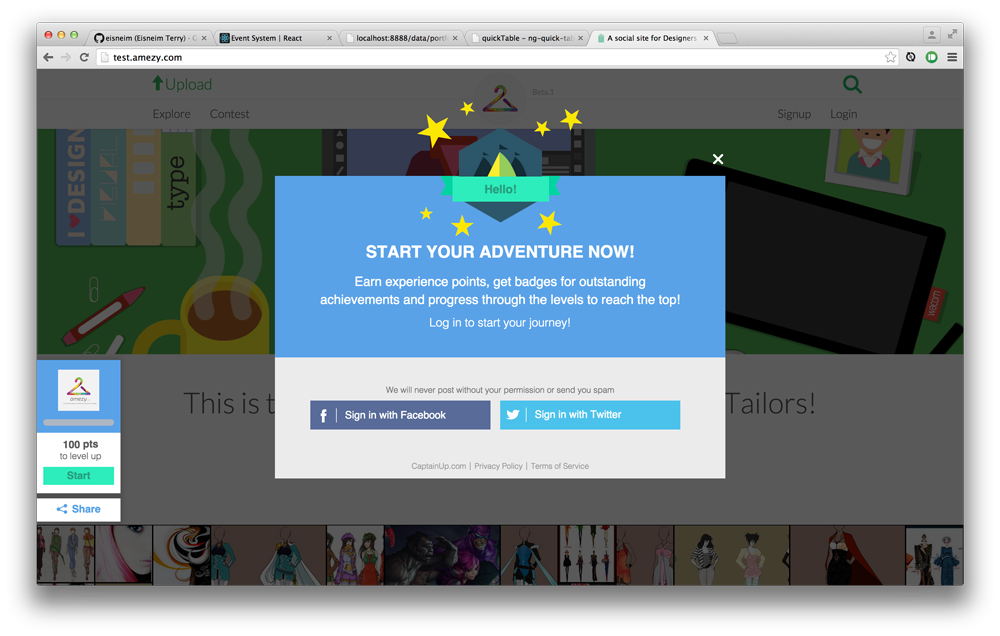 eisneim (Eisneim Terry) - G
Event System | React
localhost:8888/data/portf
quickTable – ng-quick-tab
A social site for Designers
test.amezy.com
Upload
Beta.1
Explore
Contest
Signup
Login
I DESIGN
type
wacom
Hello!
START YOUR ADVENTURE NOW!
Earn experience points, get badges for outstanding
achievements and progress through the levels to reach the top!
Log in to start your journey!
amezy
100 pts
to level up
Start
Share
This is t
Tailors!
We will never post without your permission or send you spam
Sign in with Facebook
Sign in with Twitter
CaptainUp.com | Privacy Policy | Terms of Service